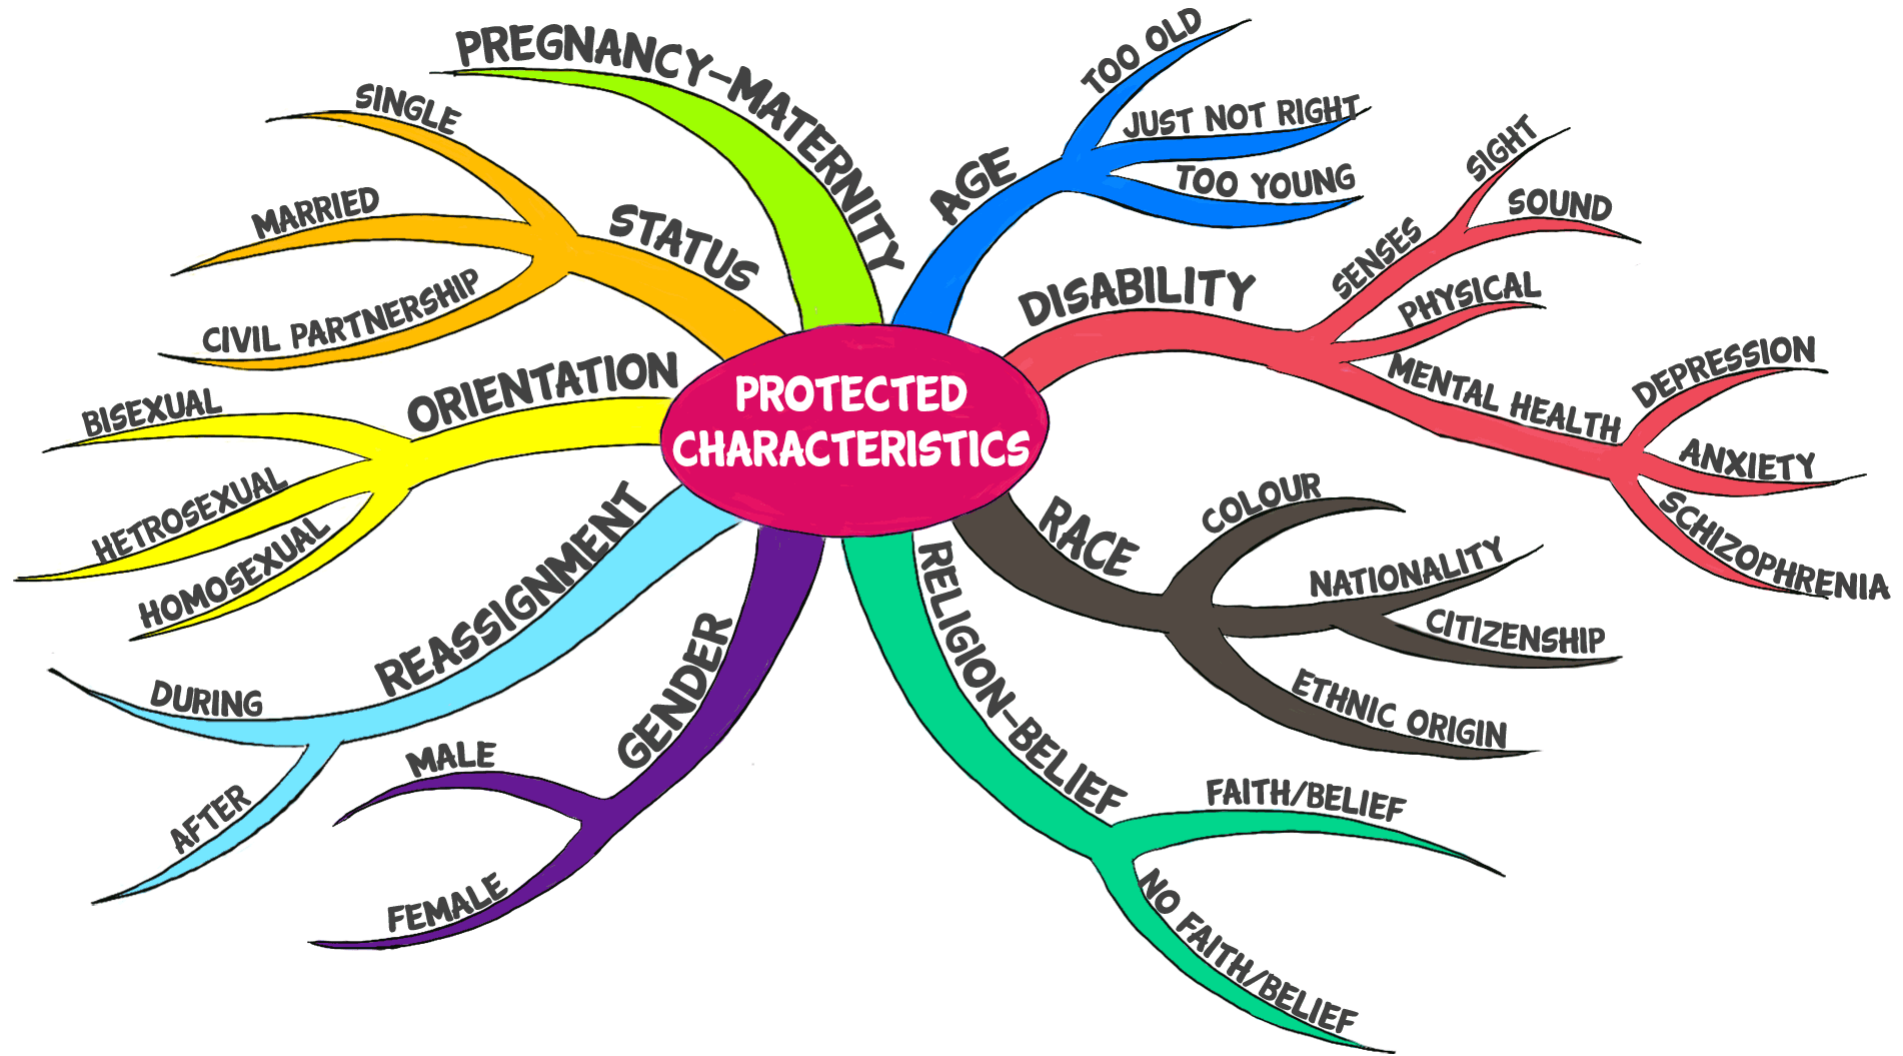 PROTECTED
CHARACTERISTICS
AGE
TOO OLD
JUST NOT RIGHT
TOO YOUNG
DISABILITY
SENSES
SIGHT
SOUND
PHYSICAL
MENTAL HEALTH
DEPRESSION
ANXIETY
SCHIZOPHRENIA
RACE
COLOUR
NATIONALITY
CITIZENSHIP
ETHNIC ORIGIN
RELIGION-BELIEF
FAITH/BELIEF
NO FAITH/BELIEF
GENDER
MALE
FEMALE
REASSIGNMENT
DURING
AFTER
ORIENTATION
BISEXUAL
HETROSEXUAL
HOMOSEXUAL
STATUS
SINGLE
MARRIED
CIVIL PARTNERSHIP
PREGNANCY-MATERNITY